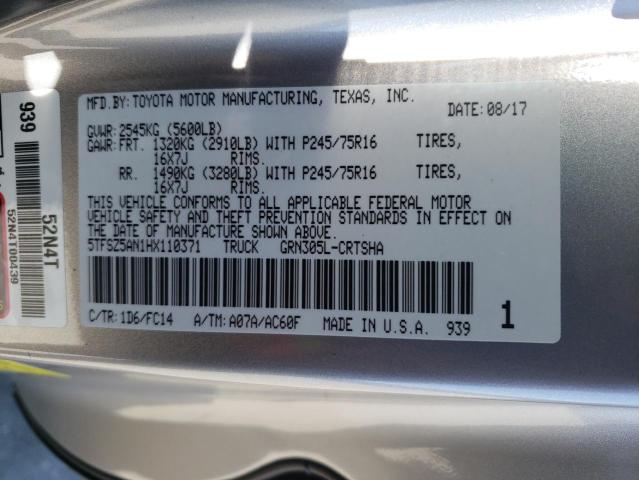 MFD.BY: TOYOTA MOTOR MANUFACTURING, TEXAS, INC.
DATE: 08/17
GVWR: 2545KG (5600LB)
GAWR: FRT. 1320KG (2910LB) WITH P245/75R16 TIRES,
16X7J RIMS.
RR. 1490KG (3280LB) WITH P245/75R16 TIRES,
16X7J RIMS.
THIS VEHICLE CONFORMS TO ALL APPLICABLE FEDERAL MOTOR
VEHICLE SAFETY AND THEFT PREVENTION STANDARDS IN EFFECT ON
THE DATE OF MANUFACTURE SHOWN ABOVE.
5TFSZ5AN1HX110371 TRUCK GRN305L-CRTSHA
C/TR: 1D6/FC14 A/TM: A07A/AC60F MADE IN U.S.A. 939
1
939
52N4T
52N4T00439